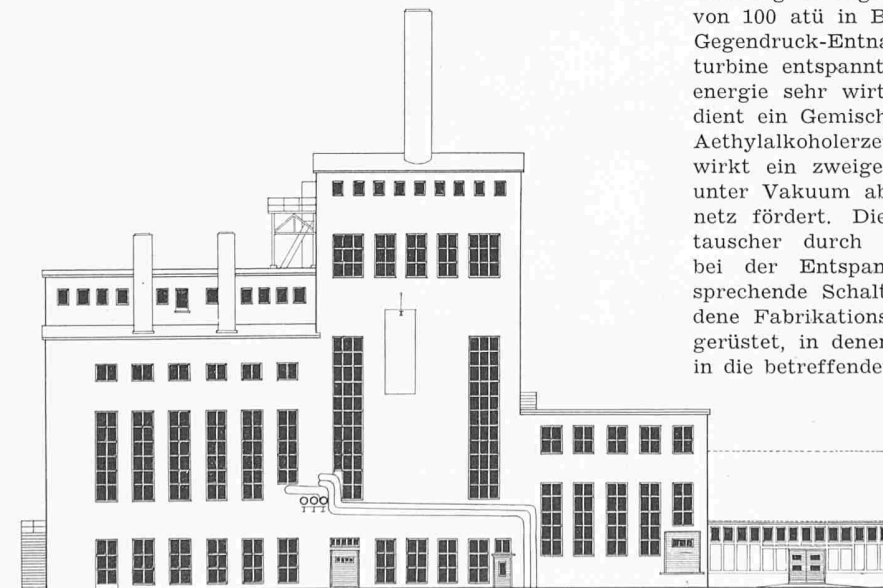 von 100 atü in B
Gegendruck-Entna
turbine entspannt
energie sehr wirt
dient ein Gemisch
Aethylalkoholerze
wirkt ein zweige
unter Vakuum ab
netz fördert. Die
tauscher durch
bei der Entspan
sprechende Schalt
dene Fabrikations
gerüstet, in denen
in die betreffende